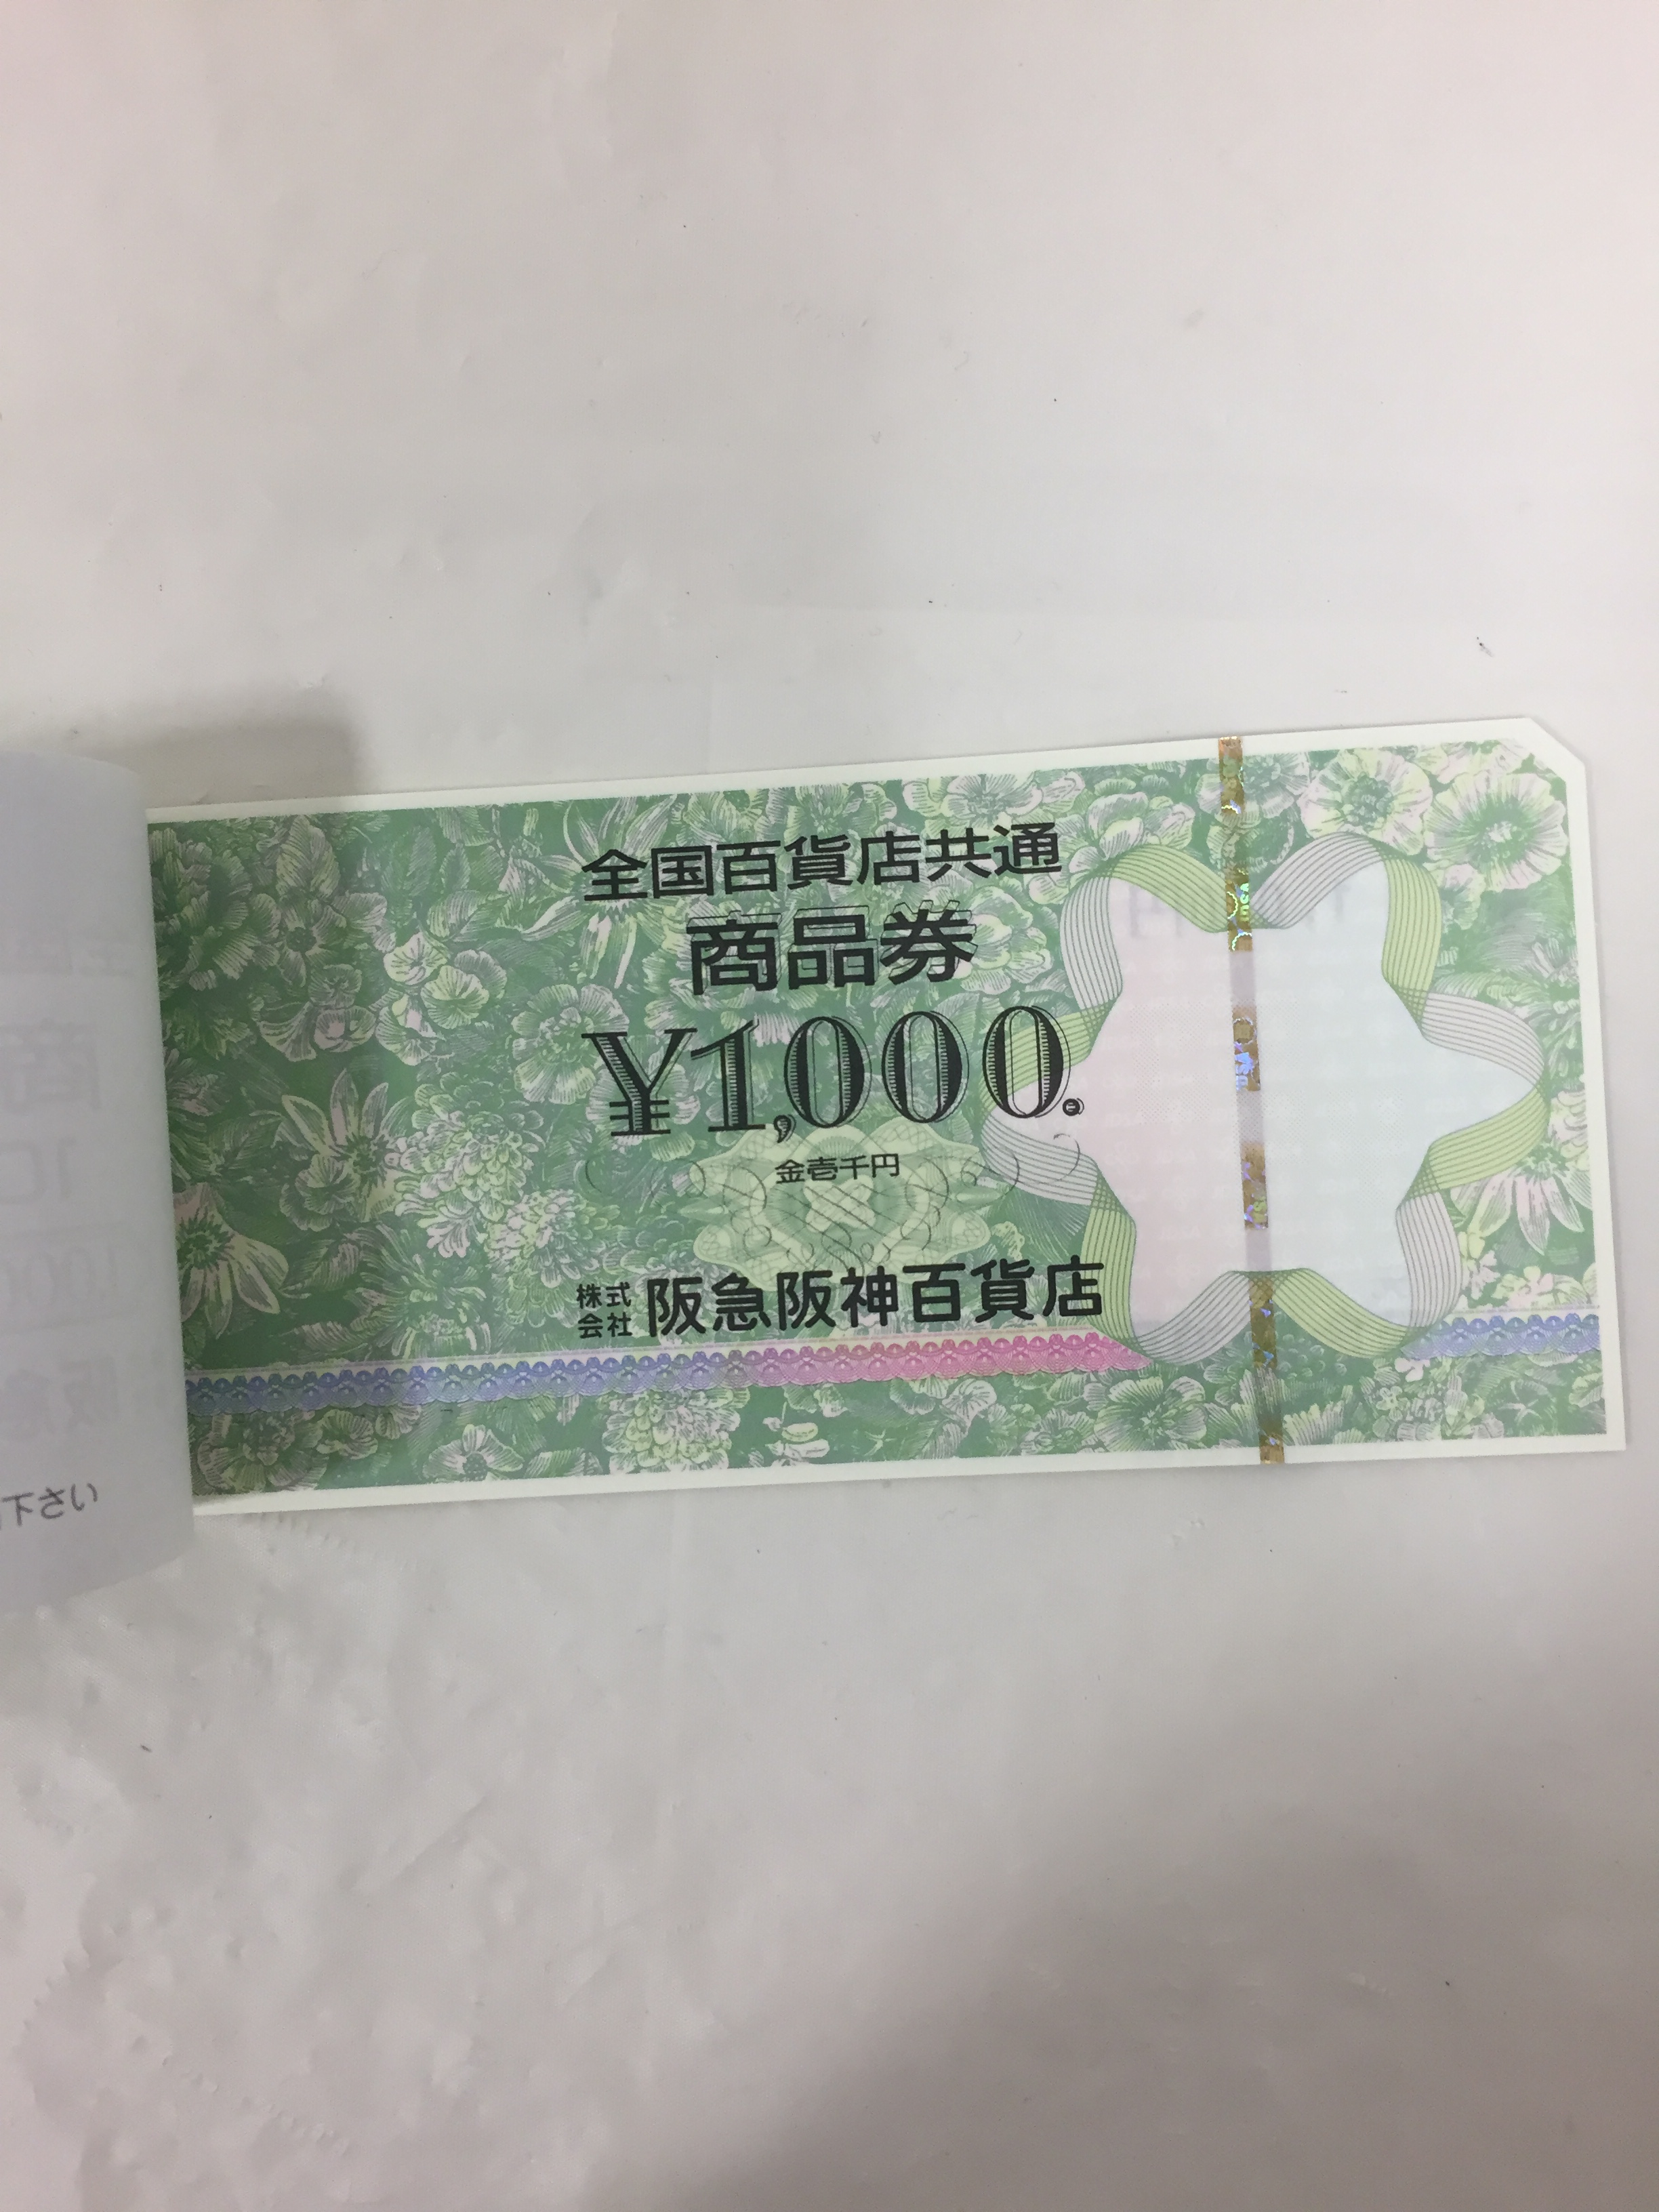 全国百貨店共通
商品券
¥1,000.
金壱千円
株式会社 阪急阪神百貨店
下さい